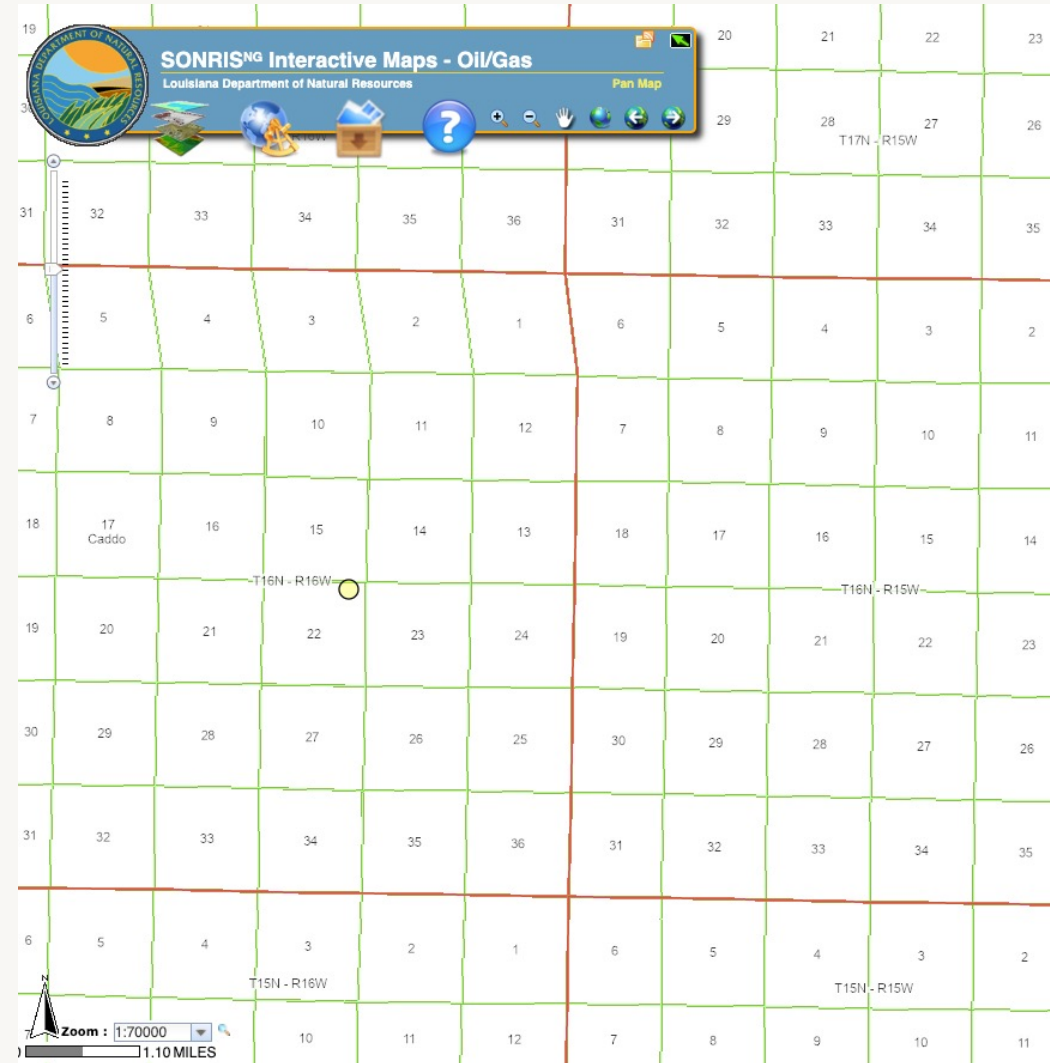 19 20 21 22 23
SONRISNG Interactive Maps - Oil/Gas
Louisiana Department of Natural Resources Pan Map
LOUISIANA DEPARTMENT OF NATURAL RESOURCES
29 28 27 26
T17N - R15W
31 32 33 34 35 36 31 32 33 34 35
6 5 4 3 2 1 6 5 4 3 2
7 8 9 10 11 12 7 8 9 10 11
18 17 16 15 14 13 18 17 16 15 14
Caddo
T16N - R16W T16N - R15W
19 20 21 22 23 24 19 20 21 22 23
30 29 28 27 26 25 30 29 28 27 26
31 32 33 34 35 36 31 32 33 34 35
6 5 4 3 2 1 6 5 4 3 2
T15N - R16W T15N - R15W
N
Zoom : 1:70000
10 11 12 7 8 9 10 11
1.10 MILES